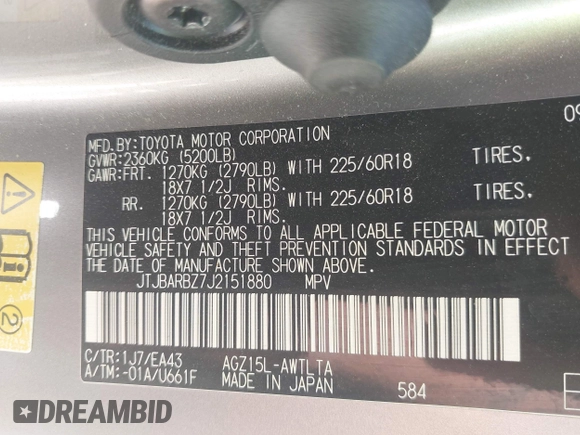 09
MFD.BY:TOYOTA MOTOR CORPORATION
GVWR:2360KG (5200LB)
GAWR:FRT. 1270KG (2790LB) WITH 225/60R18 TIRES,
18X7 1/2J RIMS.
RR. 1270KG (2790LB) WITH 225/60R18 TIRES,
18X7 1/2J RIMS.
THIS VEHICLE CONFORMS TO ALL APPLICABLE FEDERAL MOTOR
VEHICLE SAFETY AND THEFT PREVENTION STANDARDS IN EFFECT
THE DATE OF MANUFACTURE SHOWN ABOVE.
JTJBARBZ7J2151880 MPV
C/TR:1J7/EA43 AGZ15L-AWTLTA
A/TM:-01A/U661F MADE IN JAPAN 584
2
DREAMBID